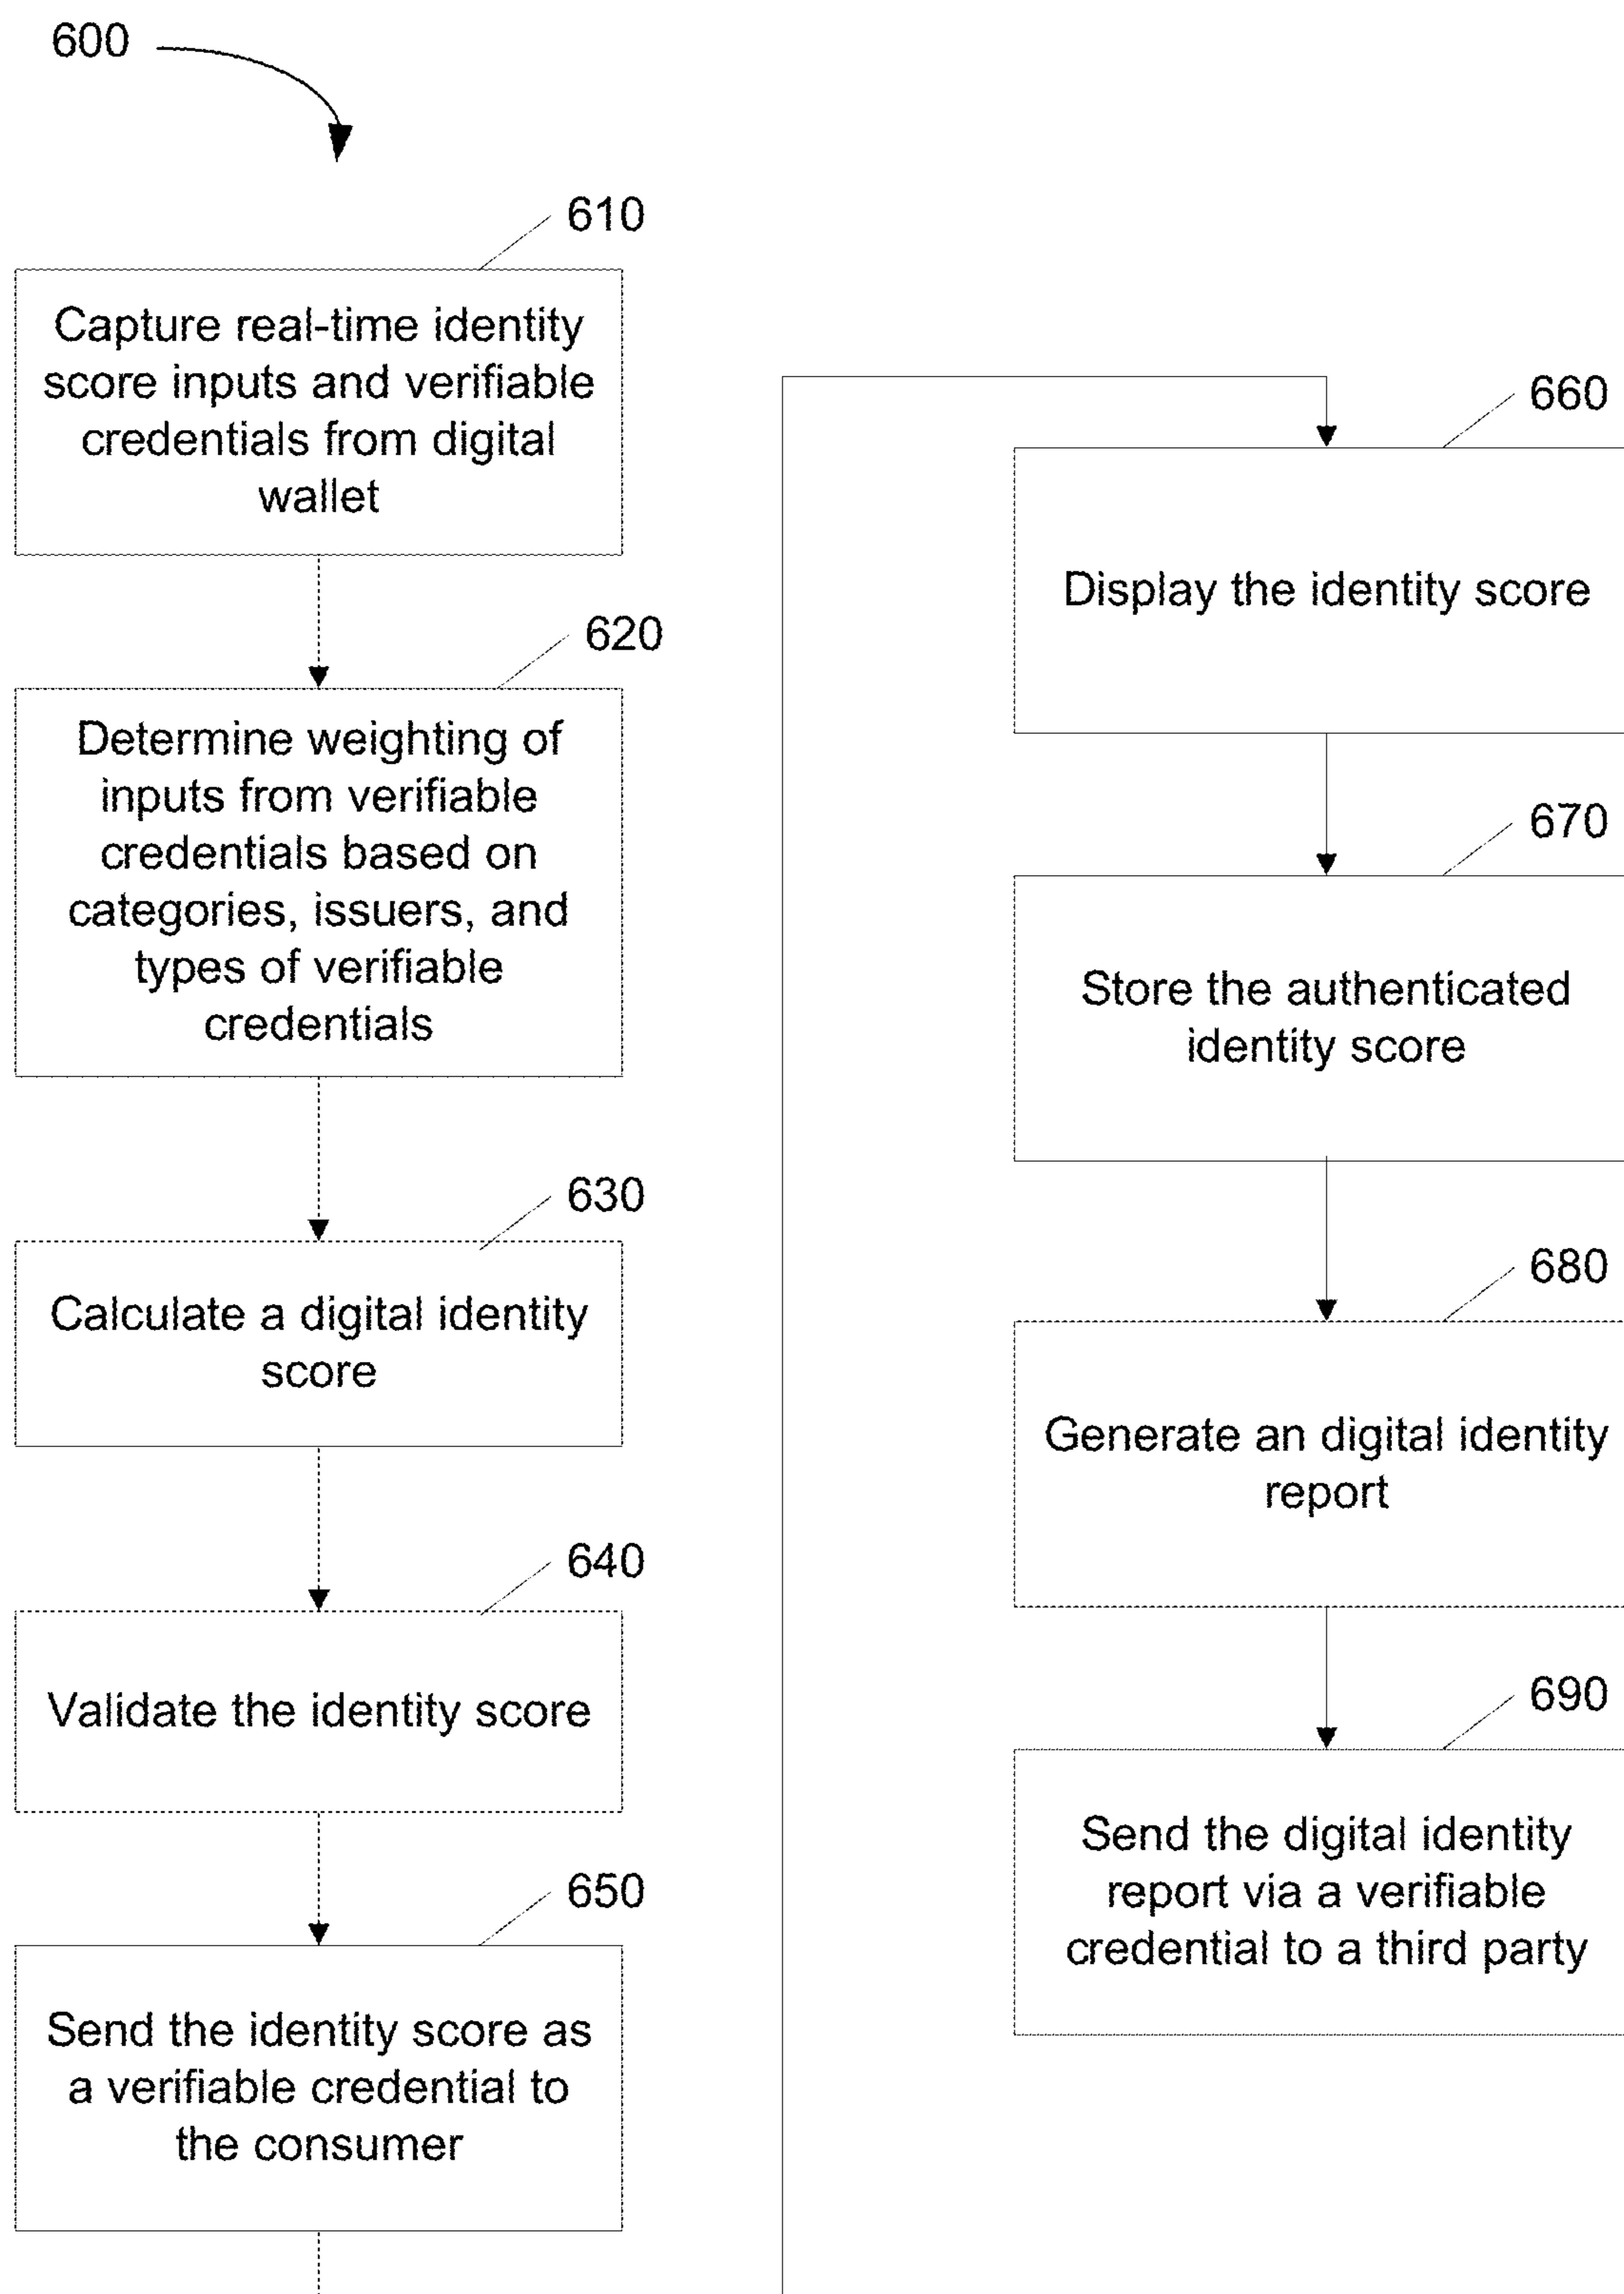 600
610
Capture real-time identity
score inputs and verifiable
credentials from digital
wallet
620
Determine weighting of
inputs from verifiable
credentials based on
categories, issuers, and
types of verifiable
credentials
630
Calculate a digital identity
score
640
Validate the identity score
650
Send the identity score as
a verifiable credential to
the consumer
660
Display the identity score
670
Store the authenticated
identity score
680
Generate an digital identity
report
690
Send the digital identity
report via a verifiable
credential to a third party